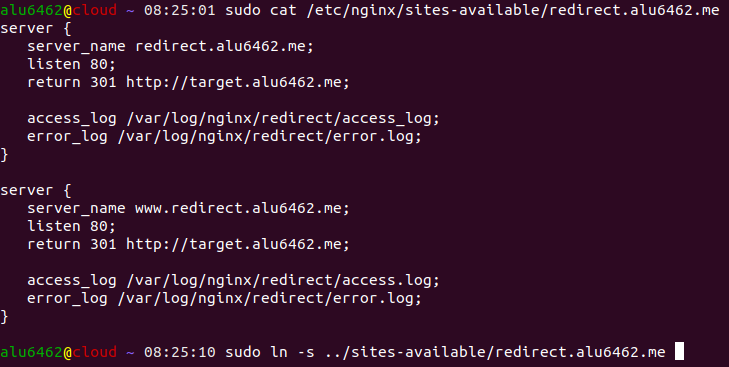 alu6462@cloud ~ 08:25:01 sudo cat /etc/nginx/sites-available/redirect.alu6462.me
server {
   server_name redirect.alu6462.me;
   listen 80;
   return 301 http://target.alu6462.me;

   access_log /var/log/nginx/redirect/access_log;
   error_log /var/log/nginx/redirect/error.log;
}

server {
   server_name www.redirect.alu6462.me;
   listen 80;
   return 301 http://target.alu6462.me;

   access_log /var/log/nginx/redirect/access.log;
   error_log /var/log/nginx/redirect/error.log;
}

alu6462@cloud ~ 08:25:10 sudo ln -s ../sites-available/redirect.alu6462.me